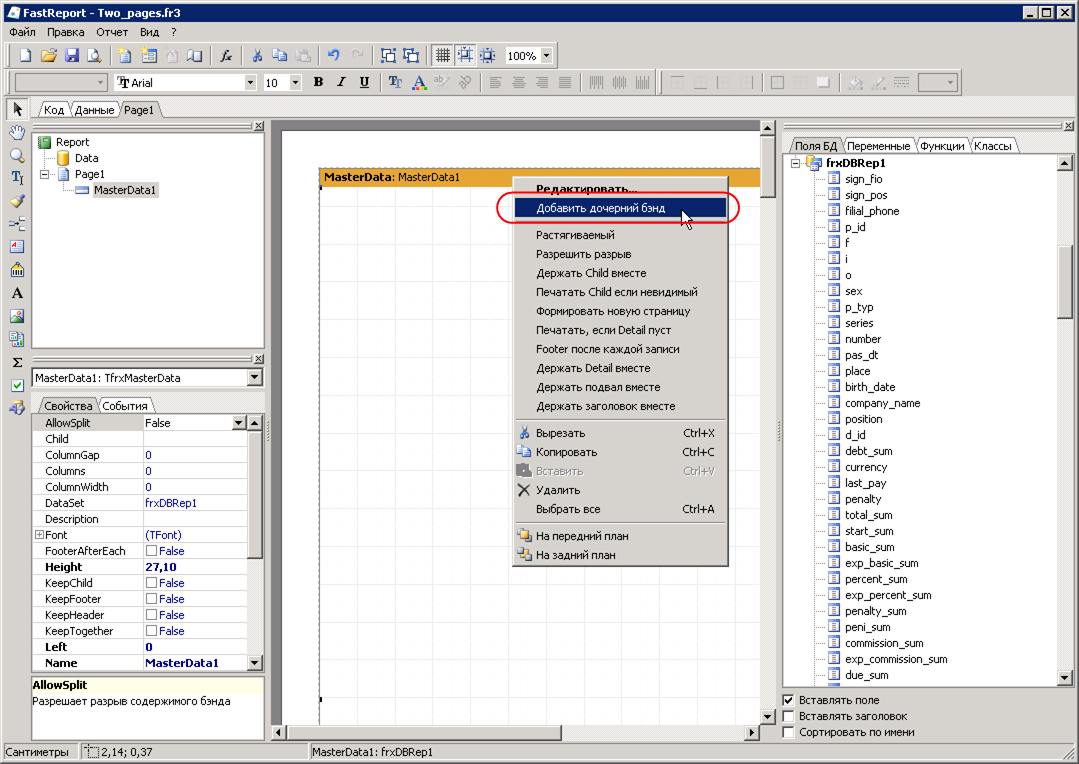 FastReport - Two_pages.fr3
Файл Правка Отчет Вид ?
100%
Arial 10 B I U
Код Данные Page1
Report
Data
Page1
MasterData1
MasterData1: TfrxMasterData
Свойства События
AllowSplit False
Child
ColumnGap 0
Columns 0
ColumnWidth 0
DataSet frxDBRep1
Description
Font (TFont)
FooterAfterEach False
Height 27,10
KeepChild False
KeepFooter False
KeepHeader False
KeepTogether False
Left 0
Name MasterData1
AllowSplit
Разрешает разрыв содержимого бэнда
MasterData: MasterData1
Редактировать...
Добавить дочерний бэнд
Растягиваемый
Разрешить разрыв
Держать Child вместе
Печатать Child если невидимый
Формировать новую страницу
Печатать, если Detail пуст
Footer после каждой записи
Держать Detail вместе
Держать подвал вместе
Держать заголовок вместе
Вырезать Ctrl+X
Копировать Ctrl+C
Вставить Ctrl+V
Удалить
Выбрать все Ctrl+A
На передний план
На задний план
Поля БД Переменные Функции Классы
frxDBRep1
sign_fio
sign_pos
filial_phone
p_id
f
i
o
sex
p_typ
series
number
pas_dt
place
birth_date
company_name
position
d_id
debt_sum
currency
last_pay
penalty
total_sum
start_sum
basic_sum
exp_basic_sum
percent_sum
exp_percent_sum
penalty_sum
peni_sum
commission_sum
exp_commission_sum
due_sum
Вставлять поле
Вставлять заголовок
Сортировать по имени
Сантиметры 2,14; 0,37 MasterData1: frxDBRep1